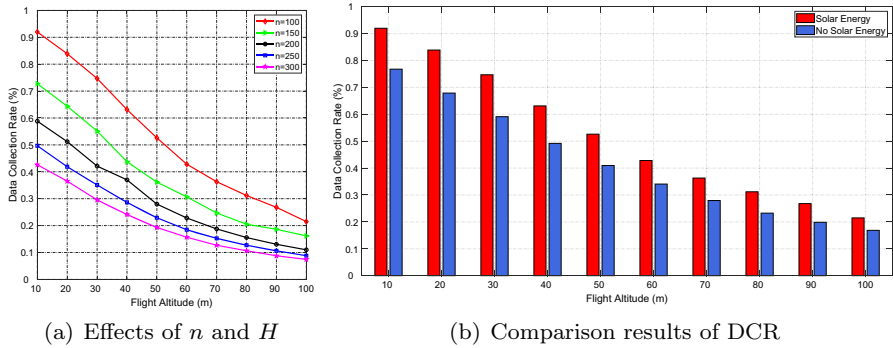 1
0.9
0.8
0.7
0.6
0.5
0.4
0.3
0.2
0.1
0
Data Collection Rate (%)
n=100
n=150
n=200
n=250
n=300
10 20 30 40 50 60 70 80 90 100
Flight Altitude (m)
(a) Effects of n and H
1
0.9
0.8
0.7
0.6
0.5
0.4
0.3
0.2
0.1
0
Data Collection Rate (%)
Solar Energy
No Solar Energy
10 20 30 40 50 60 70 80 90 100
Flight Altitude (m)
(b) Comparison results of DCR